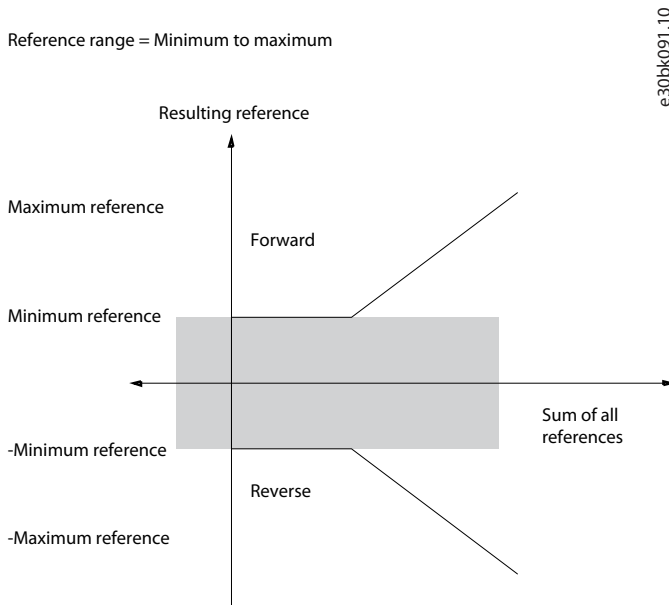 Reference range = Minimum to maximum
e30bk091.10
Resulting reference
Maximum reference
Forward
Minimum reference
Sum of all
references
-Minimum reference
Reverse
-Maximum reference